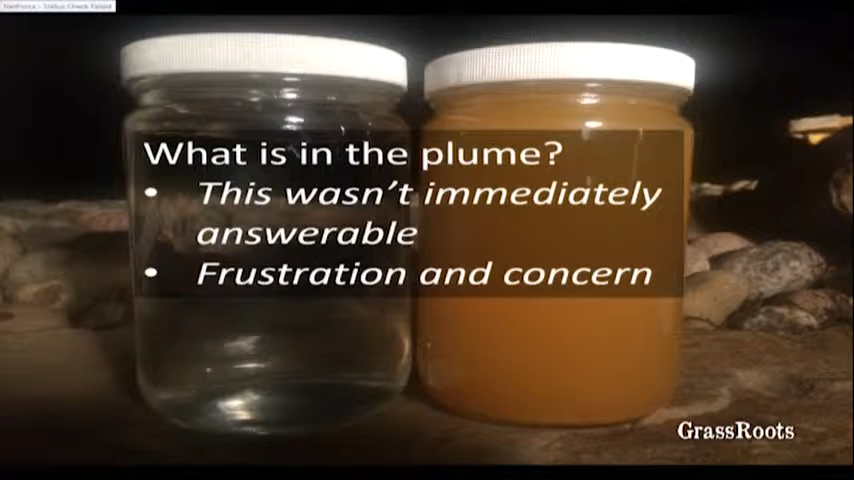 What is in the plume?
• This wasn't immediately
answerable
• Frustration and concern
GrassRoots